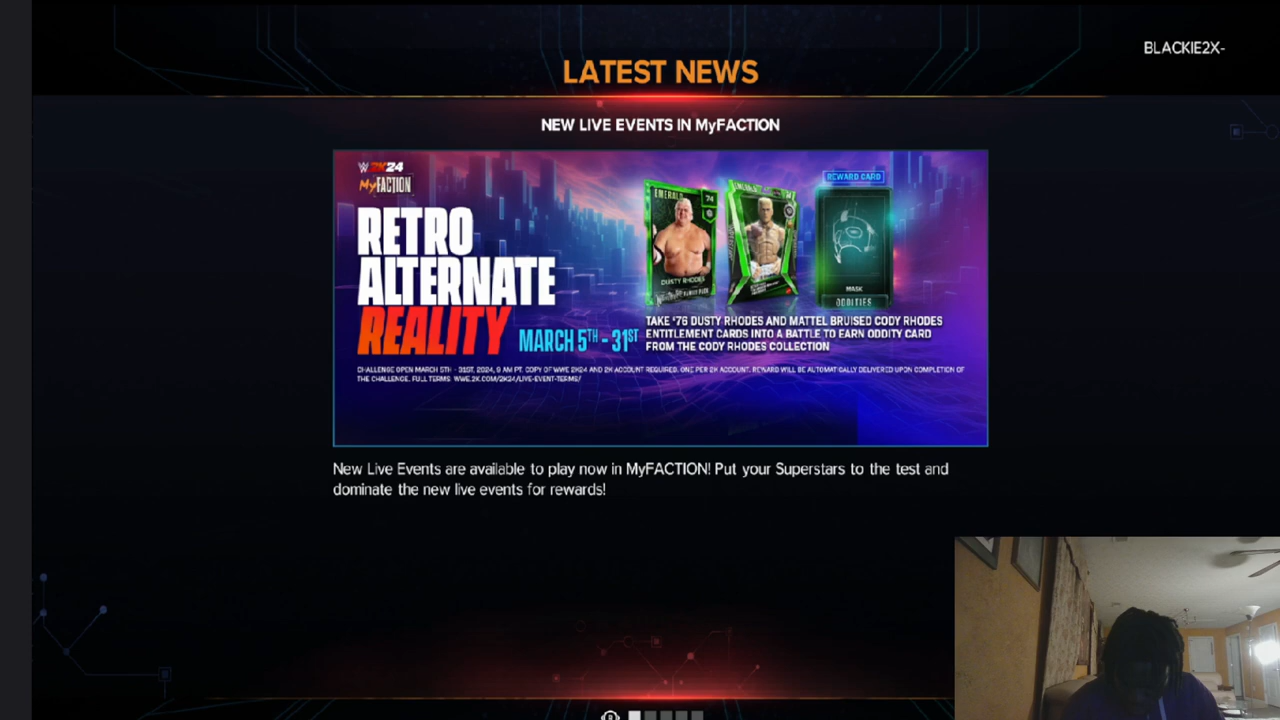 BLACKIE2X-
LATEST NEWS
NEW LIVE EVENTS IN MyFACTION
W 2K24
MyFACTION
RETRO
ALTERNATE
REALITY
MARCH 5TH - 31ST
EMERALD
74
DUSTY RHODES
EMERALD
REWARD CARD
MASK
ODDITIES
TAKE '76 DUSTY RHODES AND MATTEL BRUISED CODY RHODES
ENTITLEMENT CARDS INTO A BATTLE TO EARN ODDITY CARD
FROM THE CODY RHODES COLLECTION
CHALLENGE OPEN MARCH 5TH - 31ST, 2024, 9 AM PT. COPY OF WWE 2K24 AND 2K ACCOUNT REQUIRED. ONE PER 2K ACCOUNT. REWARD WILL BE AUTOMATICALLY DELIVERED UPON COMPLETION OF
THE CHALLENGE. FULL TERMS: WWE.2K.COM/2K24/LIVE-EVENT-TERMS/
New Live Events are available to play now in MyFACTION! Put your Superstars to the test and
dominate the new live events for rewards!